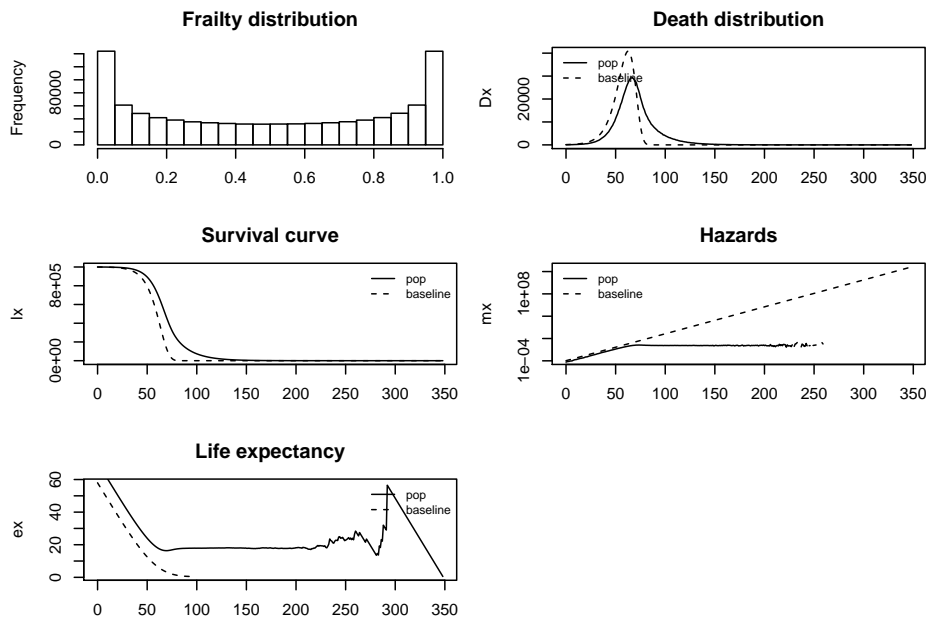 Frailty distribution
Frequency
0
80000
0.0 0.2 0.4 0.6 0.8 1.0
Death distribution
Dx
0
20000
pop
baseline
0 50 100 150 200 250 300 350
Survival curve
lx
0e+00
8e+05
pop
baseline
0 50 100 150 200 250 300 350
Hazards
mx
1e−04
1e+08
pop
baseline
0 50 100 150 200 250 300 350
Life expectancy
ex
0
20
40
60
pop
baseline
0 50 100 150 200 250 300 350